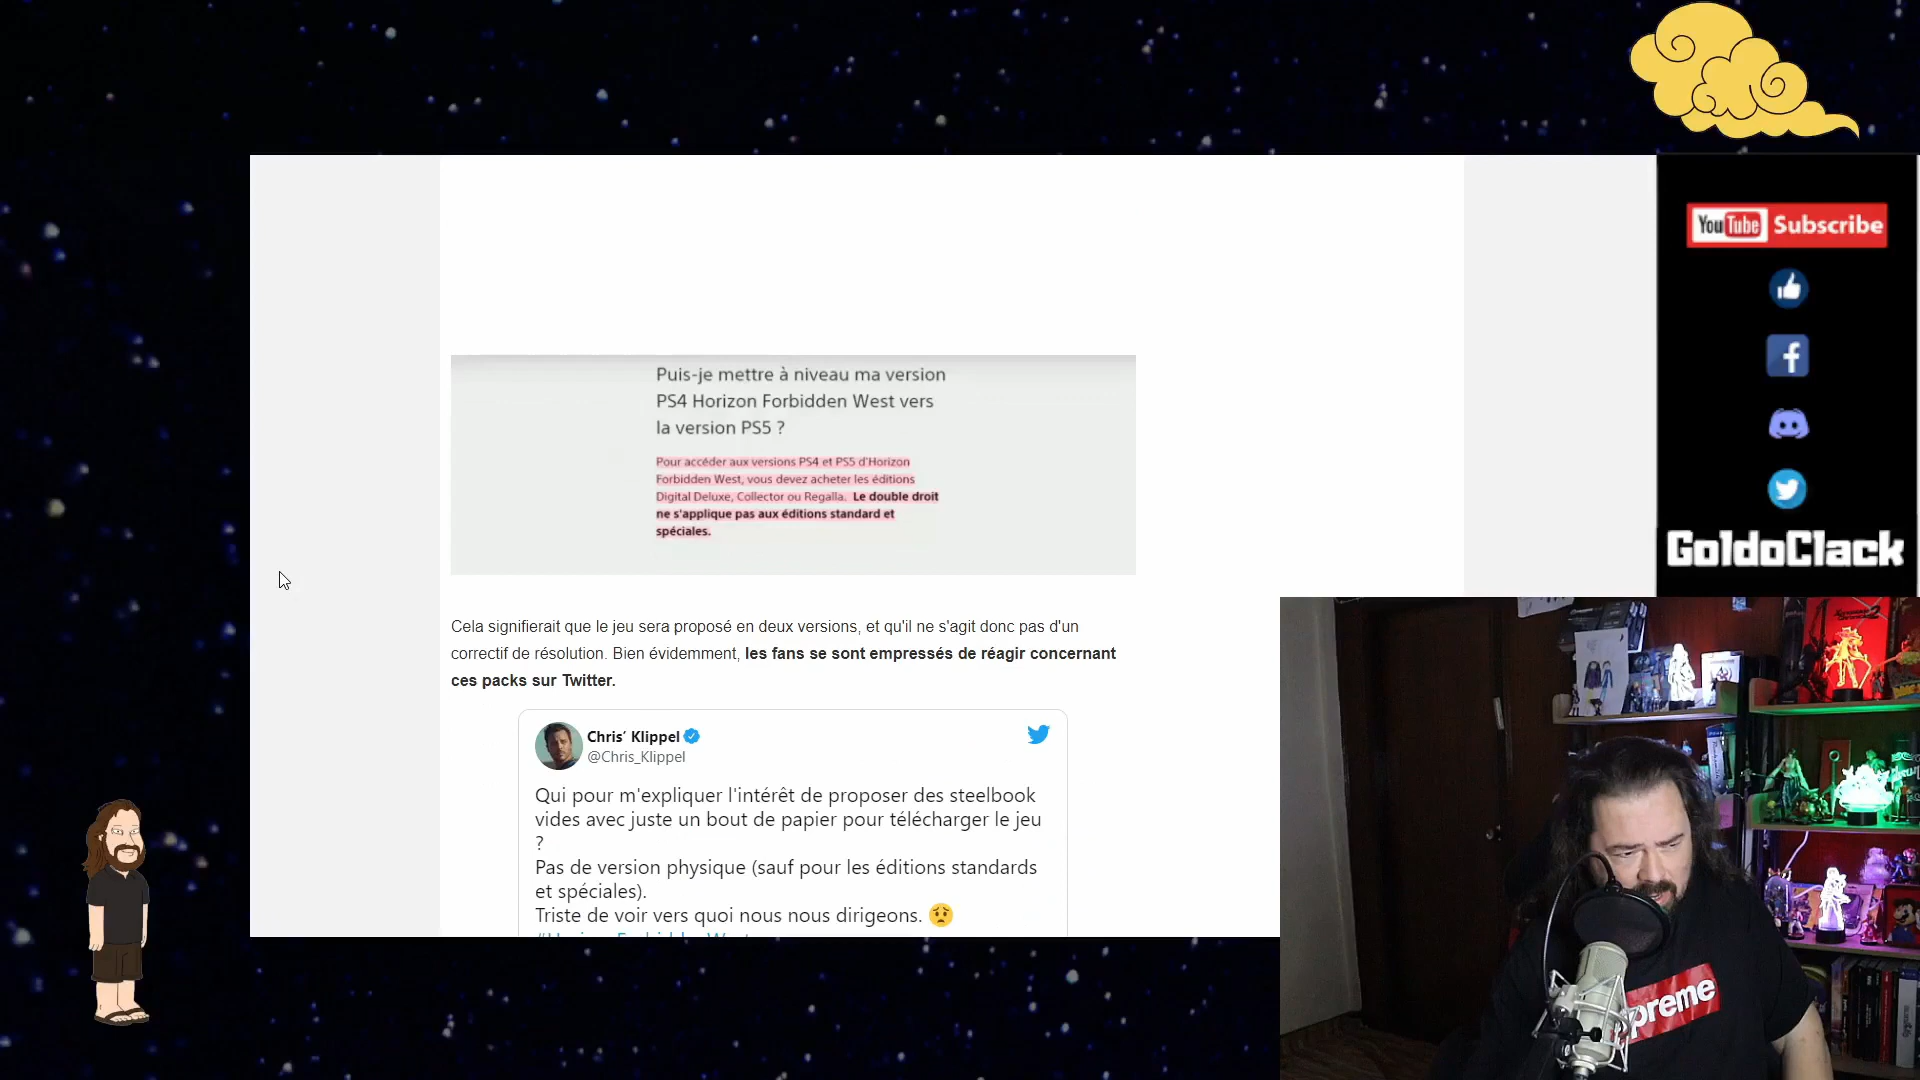 YouTube Subscribe
GoldoClack
Puis-je mettre à niveau ma version
PS4 Horizon Forbidden West vers
la version PS5 ?
Pour accéder aux versions PS4 et PS5 d'Horizon
Forbidden West, vous devez acheter les éditions
Digital Deluxe, Collector ou Regalla. Le double droit
ne s'applique pas aux éditions standard et
spéciales.
Cela signifierait que le jeu sera proposé en deux versions, et qu'il ne s'agit donc pas d'un
correctif de résolution. Bien évidemment, les fans se sont empressés de réagir concernant
ces packs sur Twitter.
Chris' Klippel
@Chris_Klippel
Qui pour m'expliquer l'intérêt de proposer des steelbook
vides avec juste un bout de papier pour télécharger le jeu
?
Pas de version physique (sauf pour les éditions standards
et spéciales).
Triste de voir vers quoi nous nous dirigeons.
preme